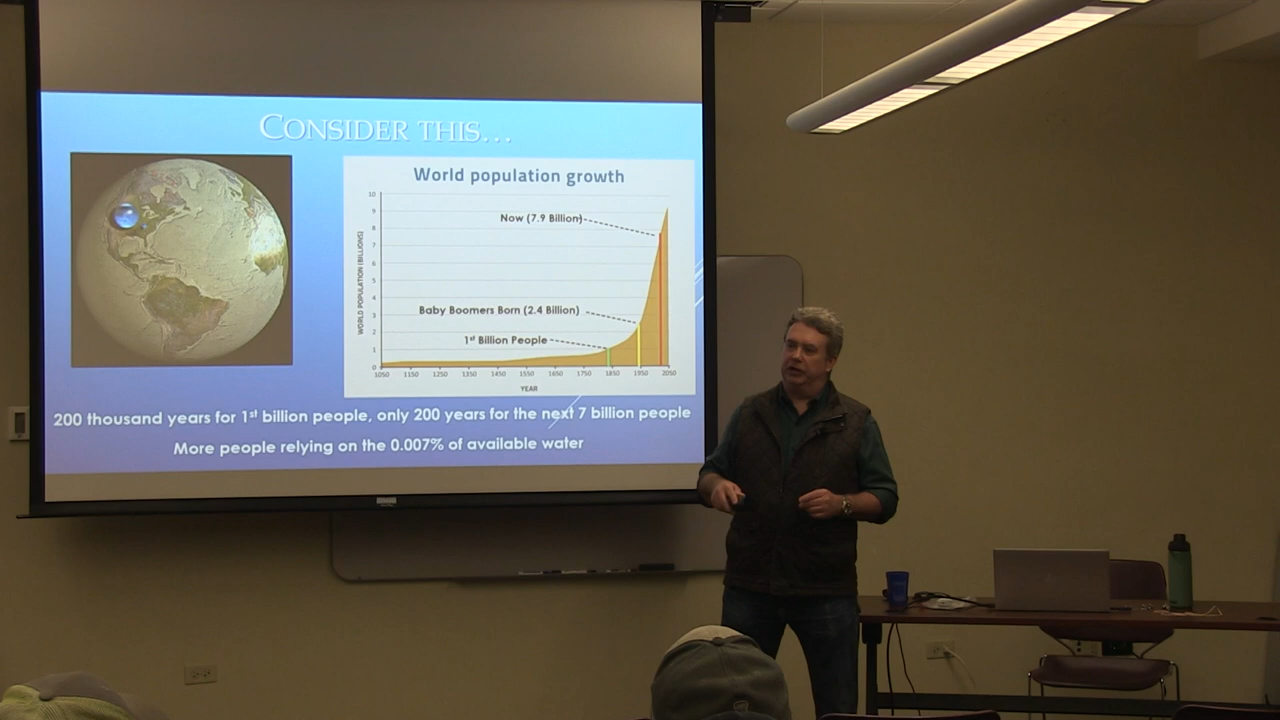 CONSIDER THIS...
World population growth
10
9
8
7
6
5
4
3
2
1
0
WORLD POPULATION (BILLIONS)
Now (7.9 Billion)
Baby Boomers Born (2.4 Billion)
1st Billion People
1050 1150 1250 1350 1450 1550 1650 1750 1850 1950 2050
YEAR
200 thousand years for 1st billion people, only 200 years for the next 7 billion people
More people relying on the 0.007% of available water